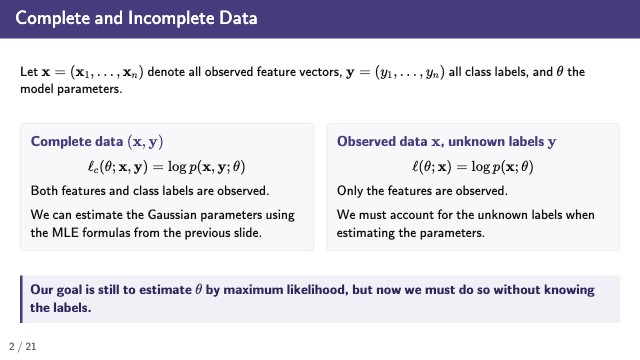 Complete and Incomplete Data
Let x = (x₁, . . . , xₙ) denote all observed feature vectors, y = (y₁, . . . , yₙ) all class labels, and θ the
model parameters.
Complete data (x, y)
ℓ_c(θ; x, y) = log p(x, y; θ)
Both features and class labels are observed.
We can estimate the Gaussian parameters using
the MLE formulas from the previous slide.
Observed data x, unknown labels y
ℓ(θ; x) = log p(x; θ)
Only the features are observed.
We must account for the unknown labels when
estimating the parameters.
Our goal is still to estimate θ by maximum likelihood, but now we must do so without knowing
the labels.
2 / 21